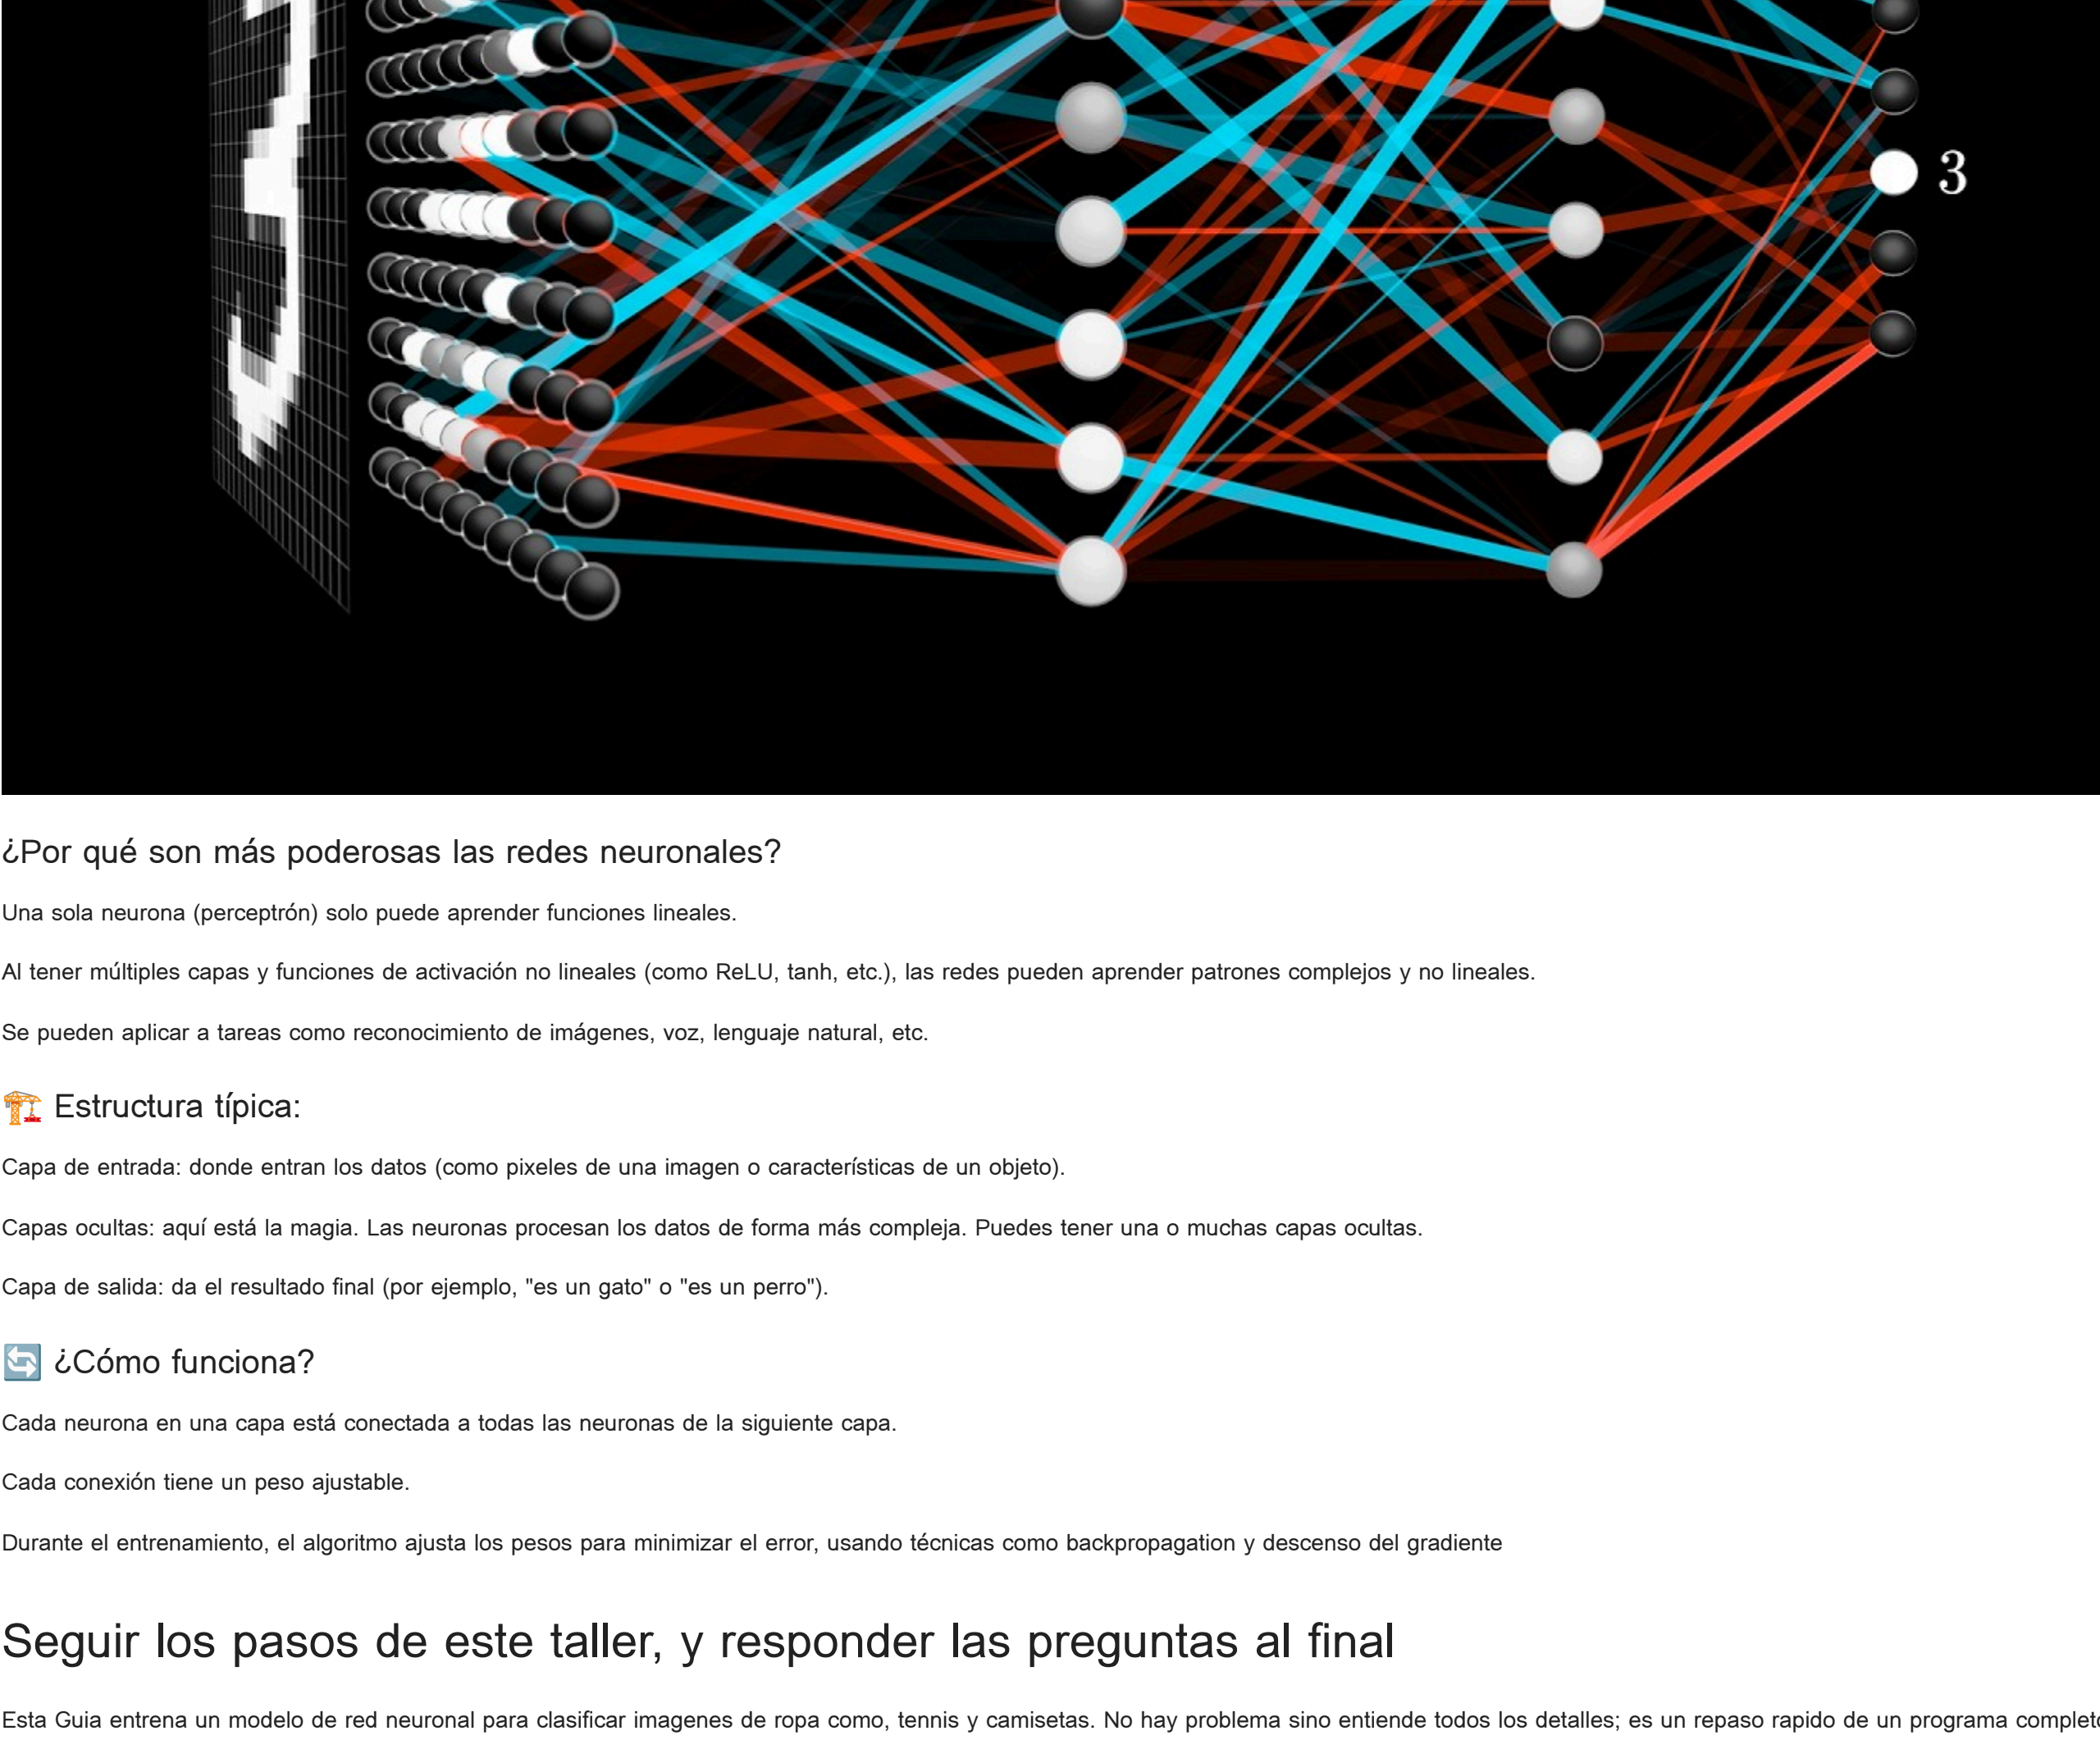 3
¿Por qué son más poderosas las redes neuronales?
Una sola neurona (perceptrón) solo puede aprender funciones lineales.
Al tener múltiples capas y funciones de activación no lineales (como ReLU, tanh, etc.), las redes pueden aprender patrones complejos y no lineales.
Se pueden aplicar a tareas como reconocimiento de imágenes, voz, lenguaje natural, etc.
🏗️ Estructura típica:
Capa de entrada: donde entran los datos (como pixeles de una imagen o características de un objeto).
Capas ocultas: aquí está la magia. Las neuronas procesan los datos de forma más compleja. Puedes tener una o muchas capas ocultas.
Capa de salida: da el resultado final (por ejemplo, "es un gato" o "es un perro").
🔄 ¿Cómo funciona?
Cada neurona en una capa está conectada a todas las neuronas de la siguiente capa.
Cada conexión tiene un peso ajustable.
Durante el entrenamiento, el algoritmo ajusta los pesos para minimizar el error, usando técnicas como backpropagation y descenso del gradiente
Seguir los pasos de este taller, y responder las preguntas al final
Esta Guia entrena un modelo de red neuronal para clasificar imagenes de ropa como, tennis y camisetas. No hay problema sino entiende todos los detalles; es un repaso rapido de un programa completo